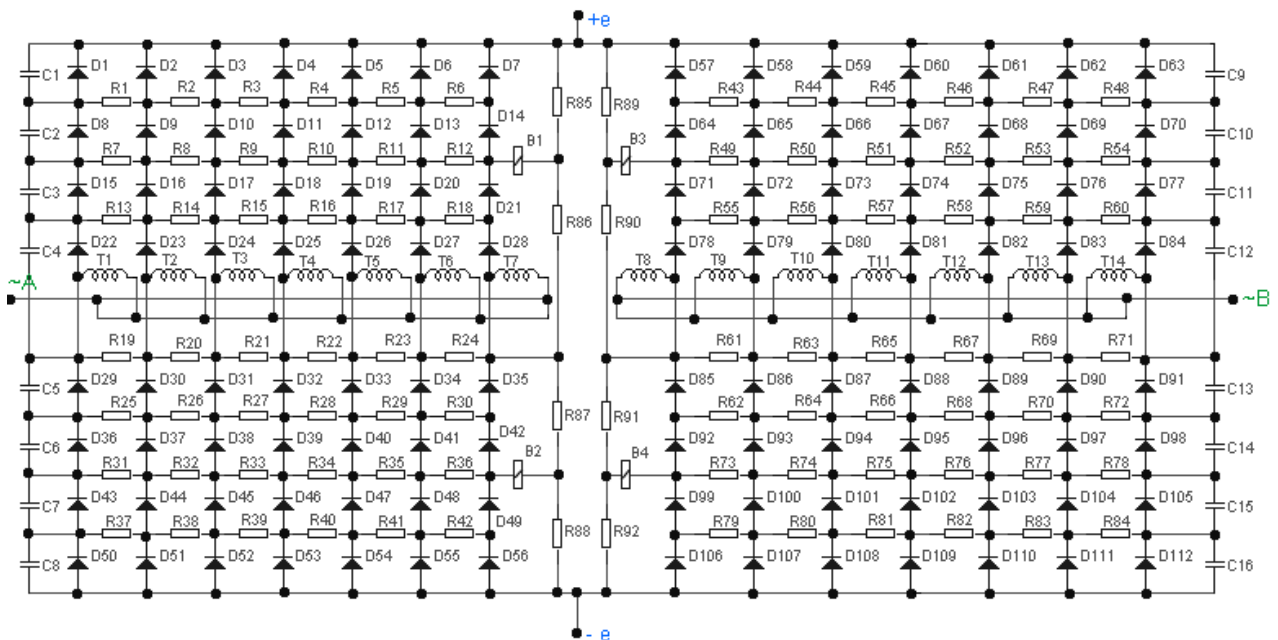 +e
D1 D2 D3 D4 D5 D6 D7 D57 D58 D59 D60 D61 D62 D63
C1 C9
R1 R2 R3 R4 R5 R6 R85 R89 R43 R44 R45 R46 R47 R48
D8 D9 D10 D11 D12 D13 D14 D64 D65 D66 D67 D68 D69 D70
C2 B1 B3 C10
R7 R8 R9 R10 R11 R12 R49 R50 R51 R52 R53 R54
D15 D16 D17 D18 D19 D20 D71 D72 D73 D74 D75 D76 D77
C3 C11
R13 R14 R15 R16 R17 R18 D21 R86 R90 R55 R56 R57 R58 R59 R60
D22 D23 D24 D25 D26 D27 D28 D78 D79 D80 D81 D82 D83 D84
C4 C12
T1 T2 T3 T4 T5 T6 T7 T8 T9 T10 T11 T12 T13 T14
~A ~B
R19 R20 R21 R22 R23 R24 R61 R63 R65 R67 R69 R71
C5 D29 D30 D31 D32 D33 D34 D35 D85 D86 D87 D88 D89 D90 D91 C13
R25 R26 R27 R28 R29 R30 R87 R91 R62 R64 R66 R68 R70 R72
C6 D36 D37 D38 D39 D40 D41 D42 D92 D93 D94 D95 D96 D97 D98 C14
B2 B4
R31 R32 R33 R34 R35 R36 R73 R74 R75 R76 R77 R78
C7 D43 D44 D45 D46 D47 D48 D99 D100 D101 D102 D103 D104 D105 C15
R37 R38 R39 R40 R41 R42 D49 R88 R92 R79 R80 R81 R82 R83 R84
C8 D50 D51 D52 D53 D54 D55 D56 D106 D107 D108 D109 D110 D111 D112 C16
- e